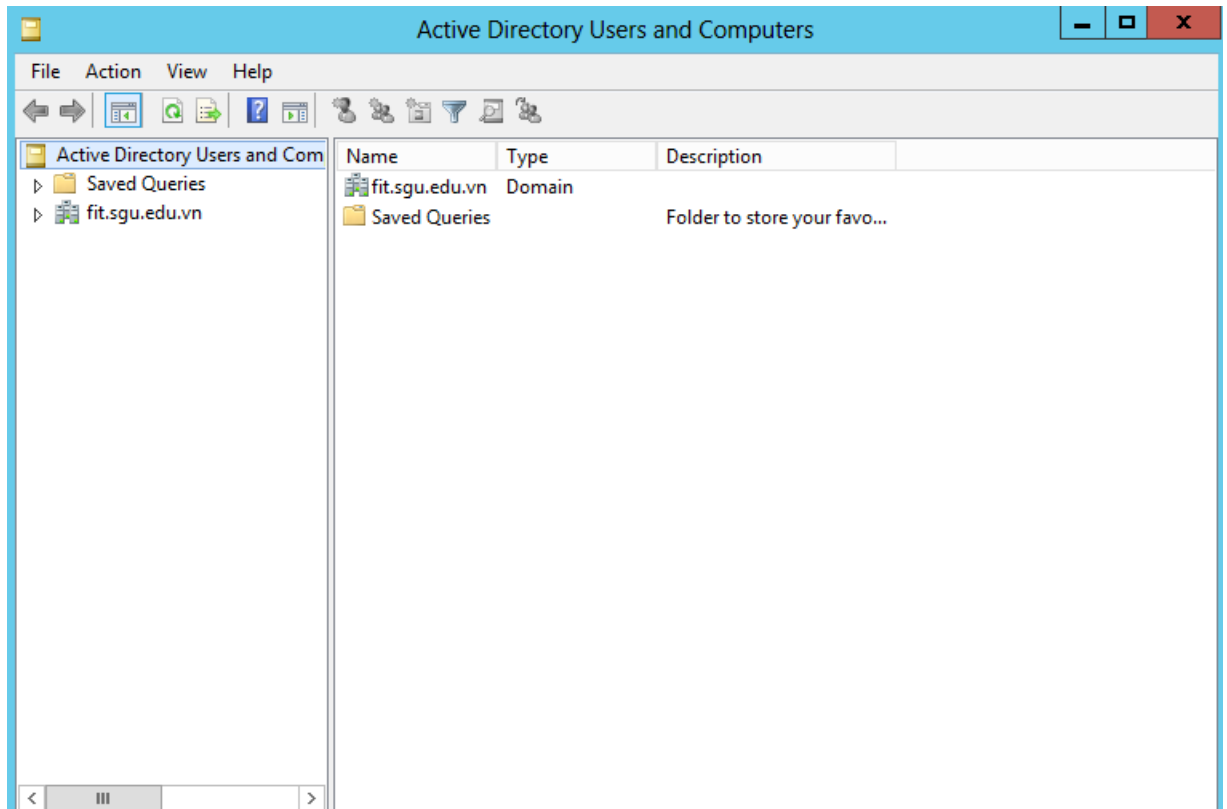 Active Directory Users and Computers
File Action View Help
Active Directory Users and Com
Saved Queries
fit.sgu.edu.vn
Name Type Description
fit.sgu.edu.vn Domain
Saved Queries Folder to store your favo...